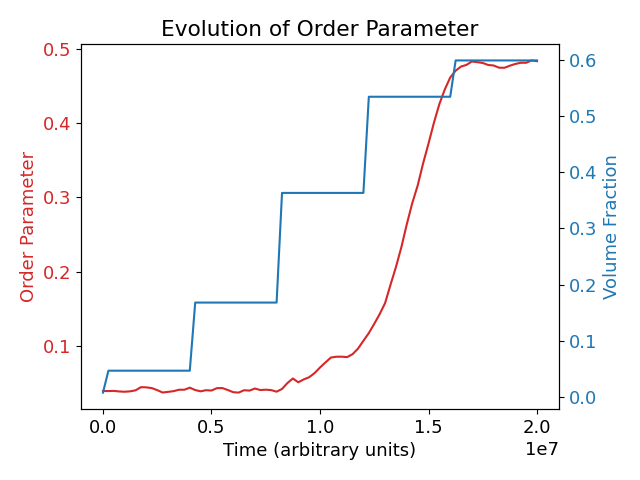 Evolution of Order Parameter
Order Parameter
0.5
0.4
0.3
0.2
0.1
0.6
0.5
0.4
0.3
0.2
0.1
0.0
Volume Fraction
0.0 0.5 1.0 1.5 2.0
1e7
Time (arbitrary units)